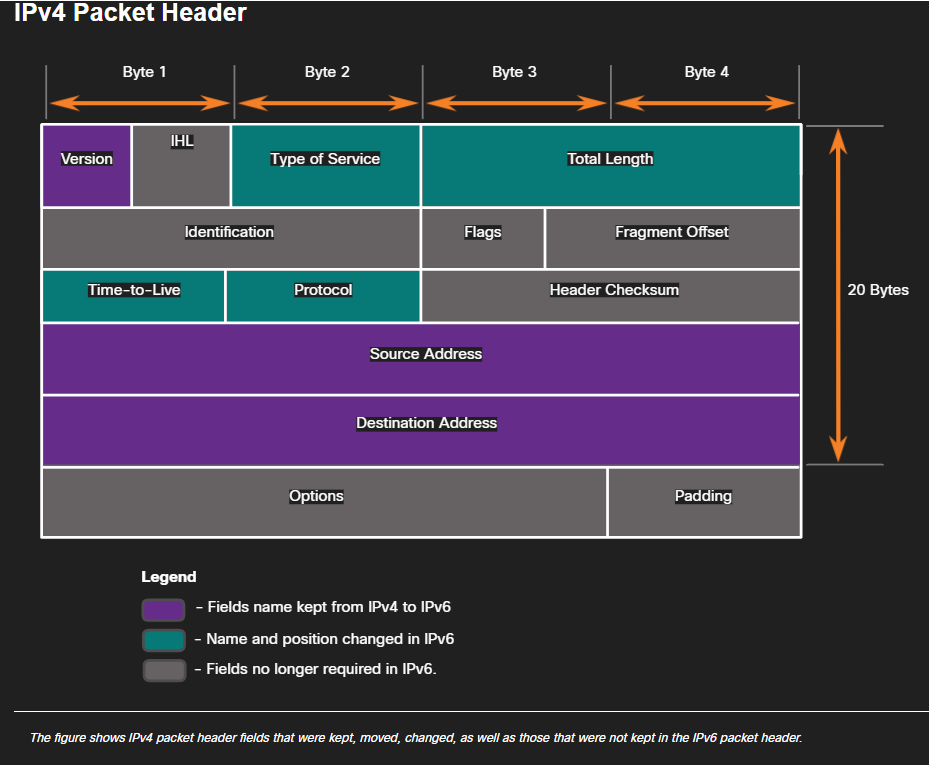 IPv4 Packet Header
Byte 1 Byte 2 Byte 3 Byte 4
Version IHL Type of Service Total Length
Identification Flags Fragment Offset
Time-to-Live Protocol Header Checksum
20 Bytes
Source Address
Destination Address
Options Padding
Legend
– Fields name kept from IPv4 to IPv6
– Name and position changed in IPv6
– Fields no longer required in IPv6.
The figure shows IPv4 packet header fields that were kept, moved, changed, as well as those that were not kept in the IPv6 packet header.